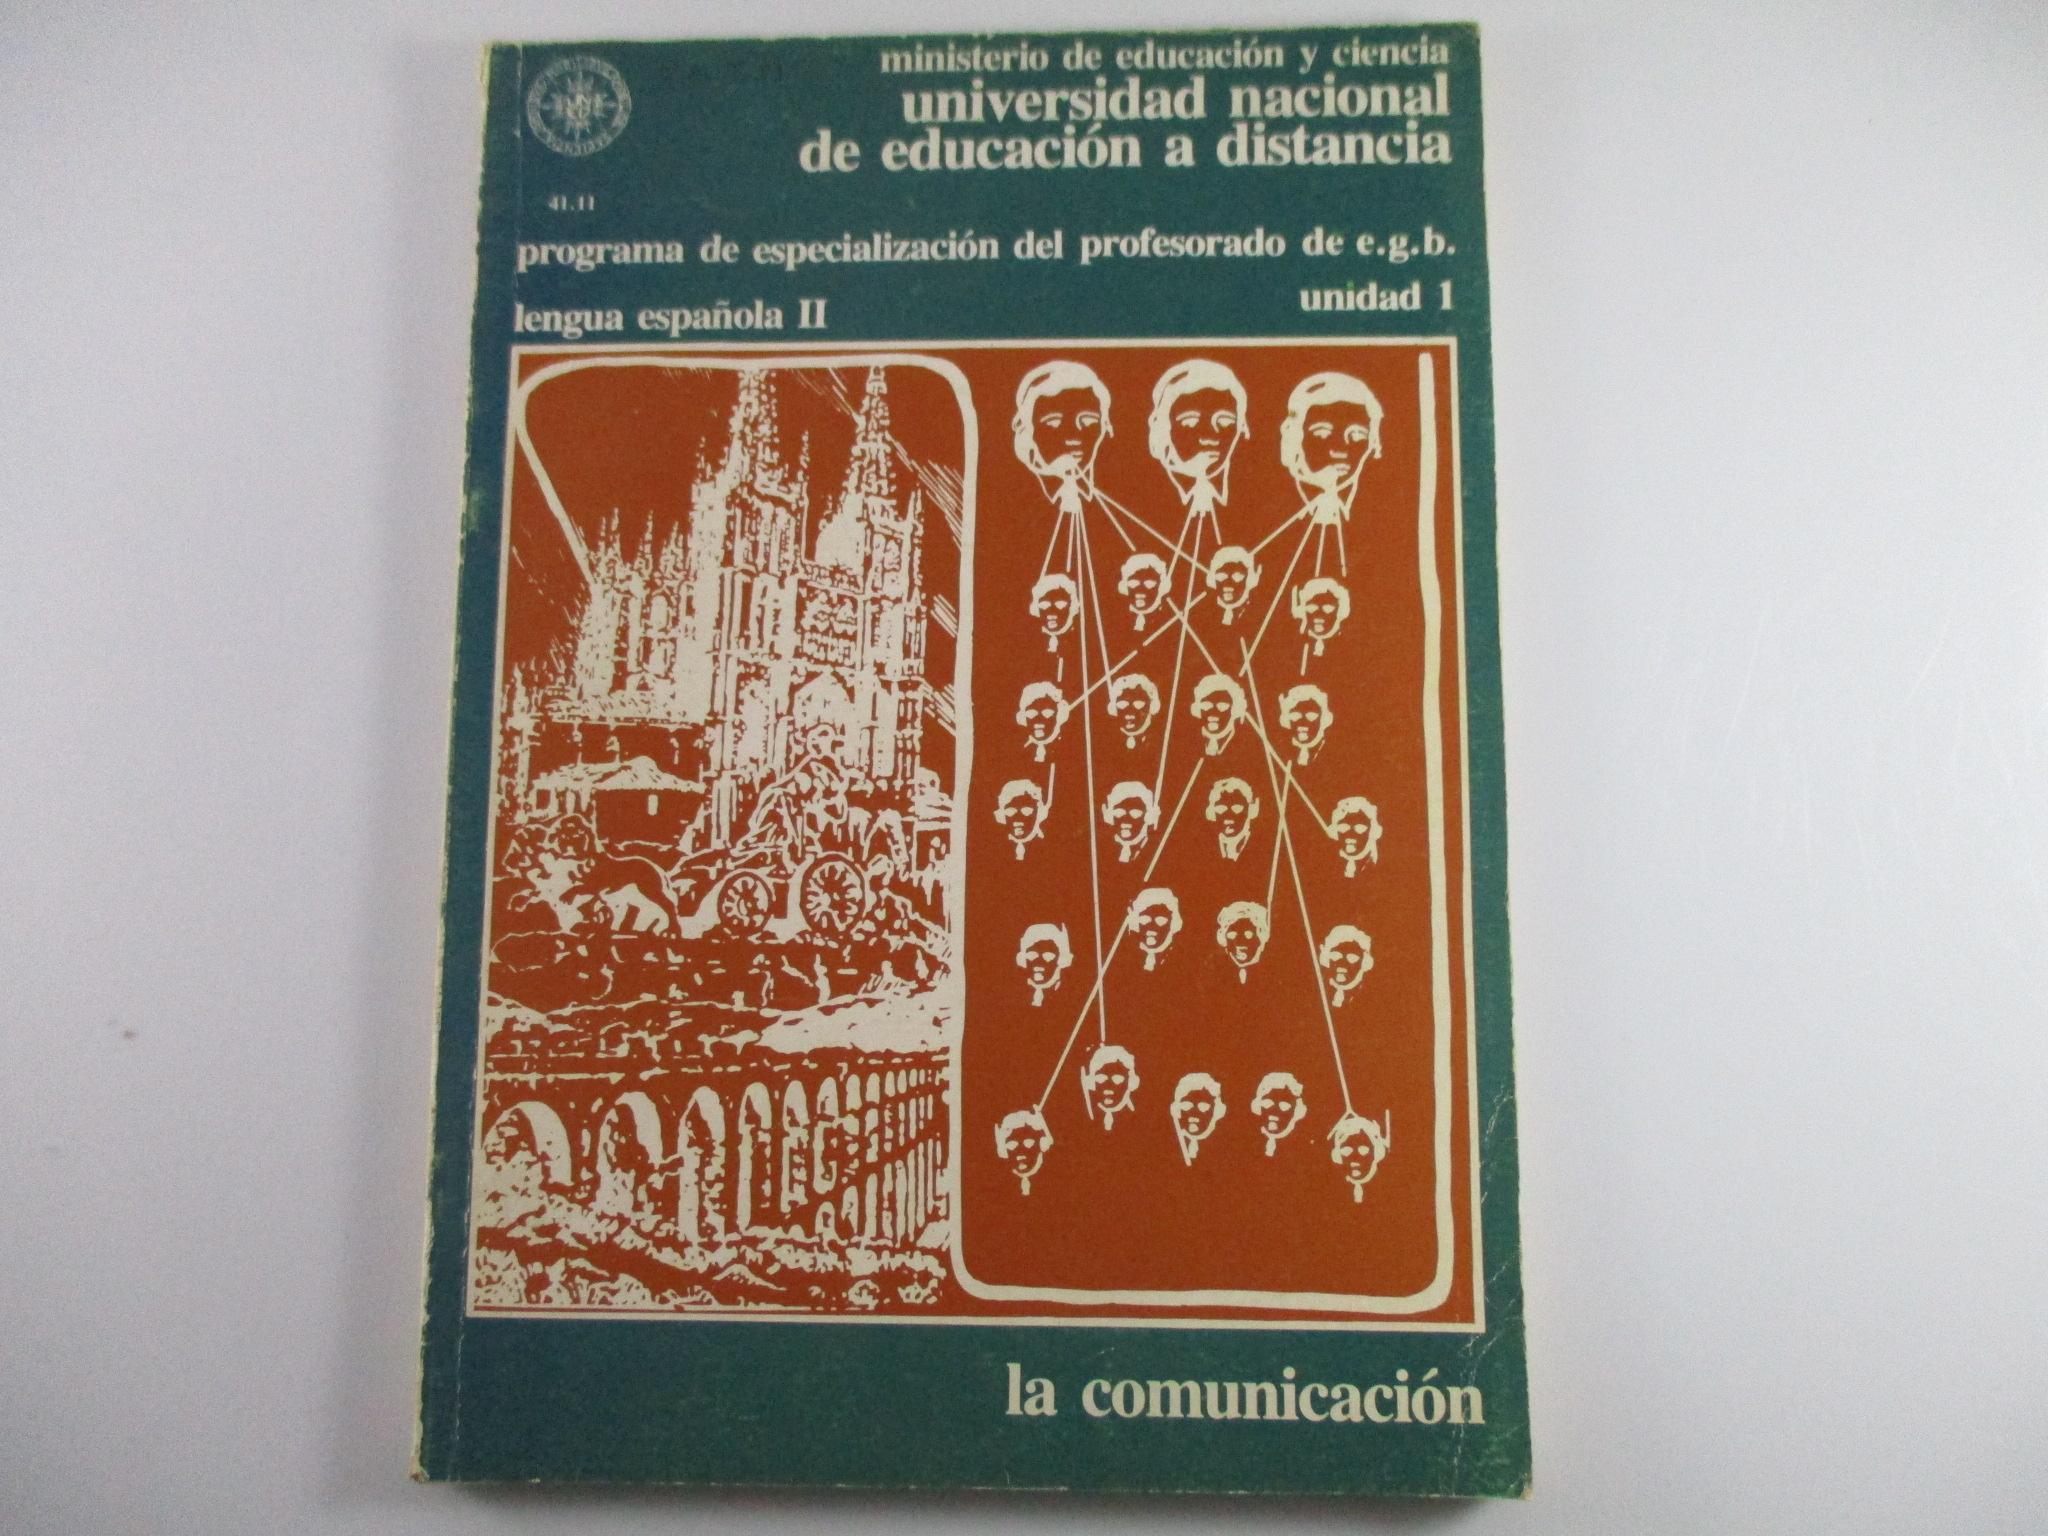 ministerio de educación y ciencia
universidad nacional
de educación a distancia
41.11
programa de especialización del profesorado de e.g.b.
unidad 1
lengua española II
la comunicación